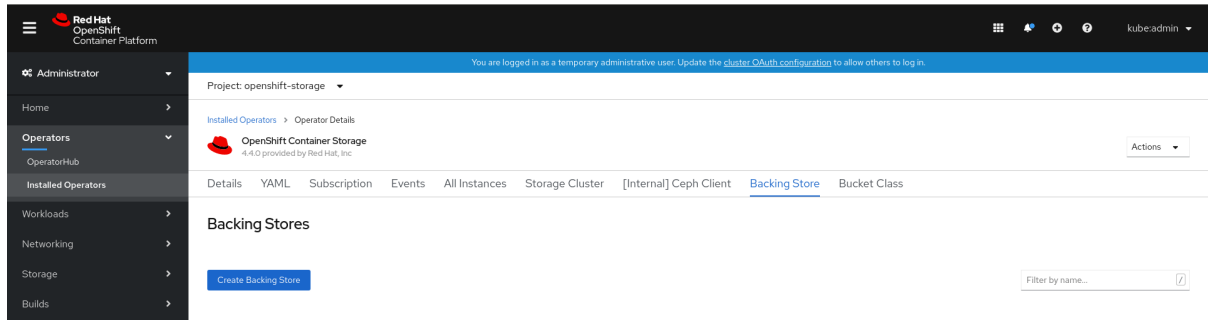 Red Hat
OpenShift
Container Platform
kube:admin
Administrator
You are logged in as a temporary administrative user. Update the cluster OAuth configuration to allow others to log in.
Project: openshift-storage
Home
Installed Operators > Operator Details
Operators
OpenShift Container Storage
4.4.0 provided by Red Hat, Inc
Actions
OperatorHub
Installed Operators
Details YAML Subscription Events All Instances Storage Cluster [Internal] Ceph Client Backing Store Bucket Class
Workloads
Backing Stores
Networking
Storage
Create Backing Store
Filter by name...
/
Builds